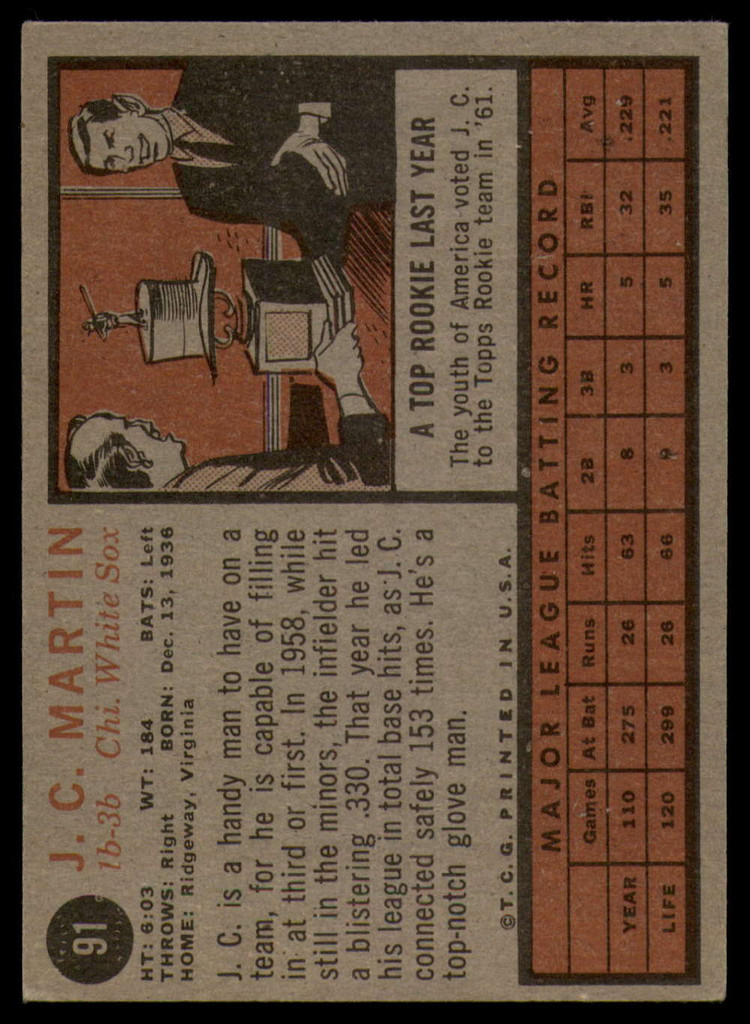 91
J. C. MARTIN
1b-3b Chi. White Sox
HT: 6:03 WT: 184 BATS: Left
THROWS: Right BORN: Dec. 13, 1936
HOME: Ridgeway, Virginia
J. C. is a handy man to have on a
team, for he is capable of filling
in at third or first. In 1958, while
still in the minors, the infielder hit
a blistering .330. That year he led
his league in total base hits, as J. C.
connected safely 153 times. He's a
top-notch glove man.
©T. C. G. PRINTED IN U.S.A.
A TOP ROOKIE LAST YEAR
The youth of America voted J. C.
to the Topps Rookie team in '61.
MAJOR LEAGUE BATTING RECORD
Games At Bat Runs Hits 2B 3B HR RBI Avg
YEAR 110 275 26 63 8 3 5 32 .229
LIFE 120 299 28 66 9 3 5 35 .221